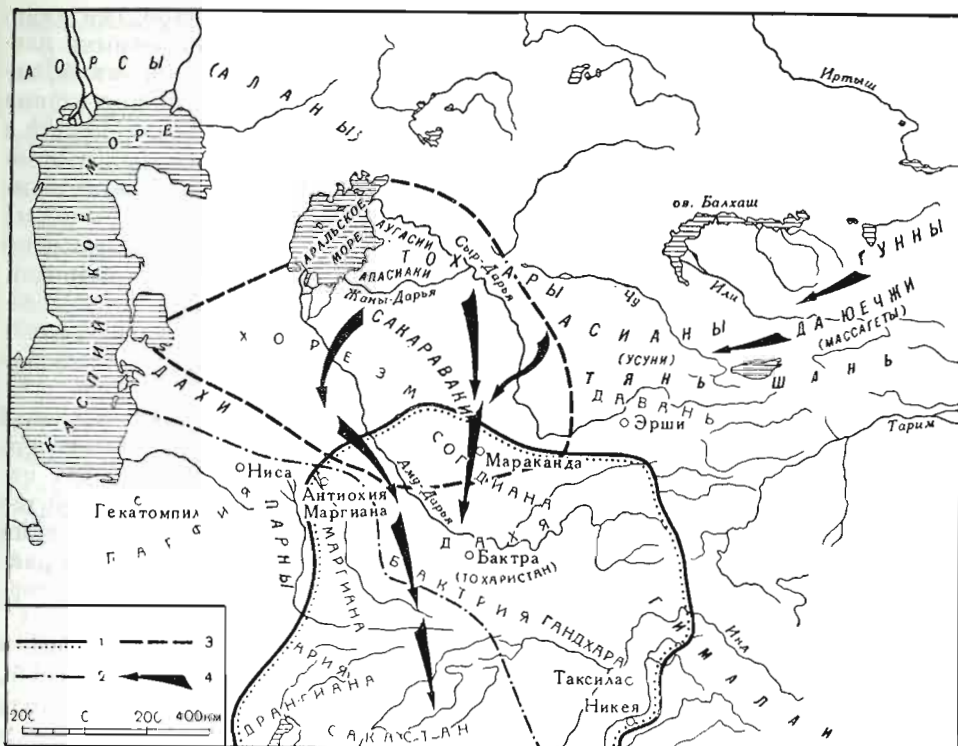 АОРСЫ
(АЛАНЫ
Иртыш
КАСПИЙСКОЕ МОРЕ
АРАЛЬСКОЕ
МОРЕ
АУГАСИИ
ТОХАРЫ
АПАСИАКИ
Сыр-Дарья
Жаны-Дарья
оз. Балхаш
ГУННЫ
Или
Чу
ДА-ЮЕЧЖИ
(МАССАГЕТЫ)
АСИАНЫ
(УСУНИ)
ТЯНЬ ШАНЬ
ДАВАНЬ
Эрши
Тарим
ХОРЕЗМ
САКАРАВАКИ
ДАХИ
СОГДИАНА
Мараканда
Ниса
Антиохия
Маргиана
Гекатомпил
ПАРНЫ
МАРГИАНА
Аму-Дарья
ДАХЯ
Бактра
(ТОХАРИСТАН)
БАКТРИЯ
ГАНДХАРА
ГИМАЛАИ
Инд
Таксилас
Никея
АРИЯ
ДРАНГИАНА
САКАСТАН
1
3
2
4
200 0 200 400 км